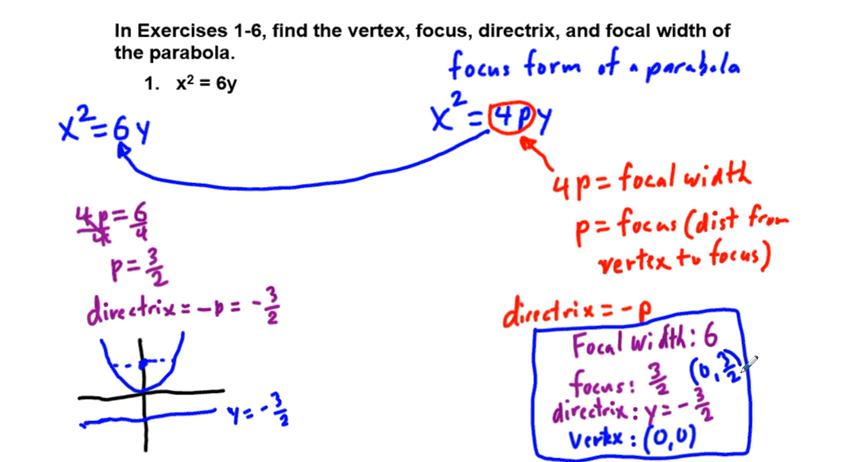 In Exercises 1-6, find the vertex, focus, directrix, and focal width of
the parabola.
1. x² = 6y
focus form of a parabola
x² = 6y
x² = 4py
4p = focal width
p = focus (dist from
vertex to focus)
directrix = -p
4p/4 = 6/4
p = 3/2
directrix = -p = -3/2
y = -3/2
Focal width: 6
focus: 3/2 (0, 3/2)
directrix: y = -3/2
vertex: (0,0)